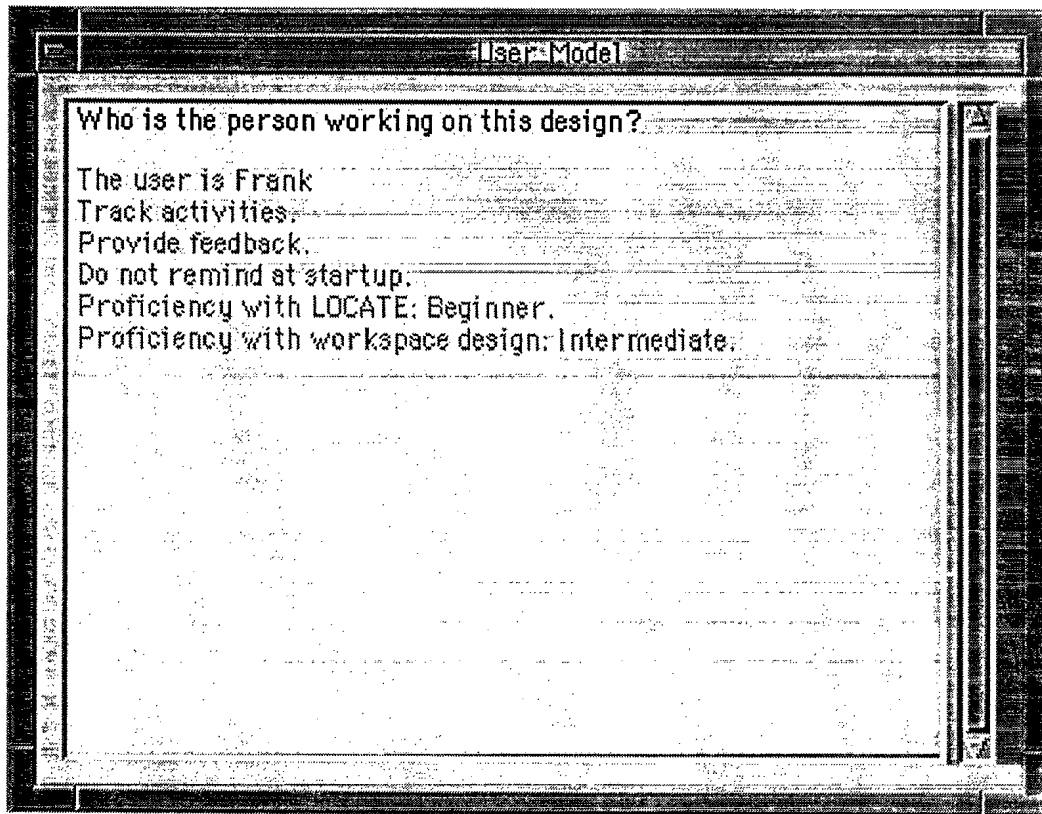 User Model
Who is the person working on this design?
The user is Frank
Track activities.
Provide feedback.
Do not remind at startup.
Proficiency with LOCATE: Beginner.
Proficiency with workspace design: Intermediate.